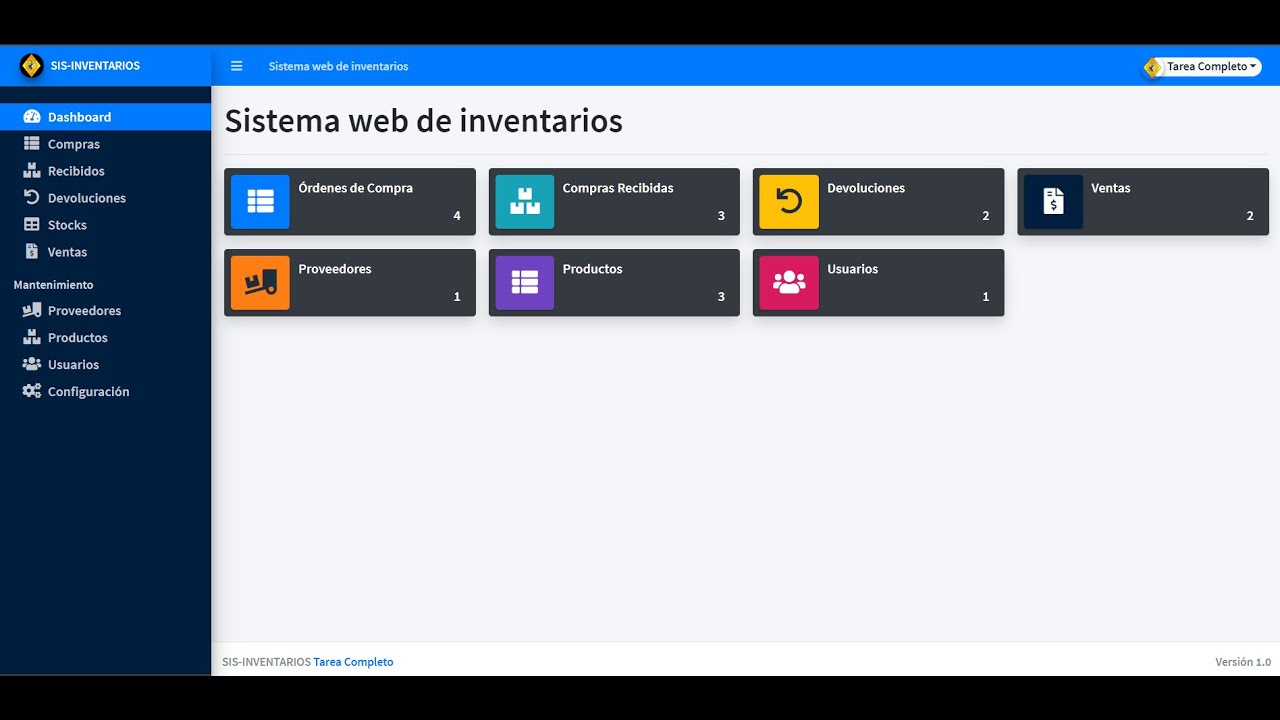 SIS-INVENTARIOS
Sistema web de inventarios
Tarea Completo
Dashboard
Compras
Recibidos
Devoluciones
Stocks
Ventas
Mantenimiento
Proveedores
Productos
Usuarios
Configuración
Sistema web de inventarios
Órdenes de Compra
4
Compras Recibidas
3
Devoluciones
2
Ventas
2
Proveedores
1
Productos
3
Usuarios
1
SIS-INVENTARIOS Tarea Completo
Versión 1.0